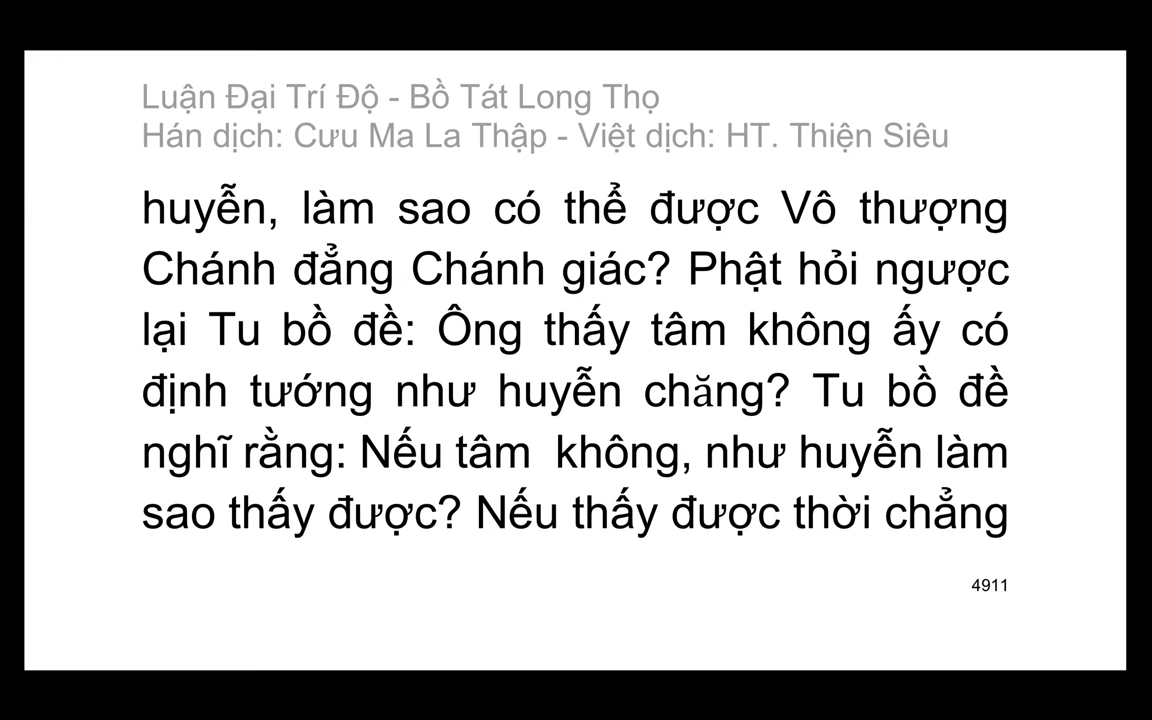 Luận Đại Trí Độ - Bồ Tát Long Thọ
Hán dịch: Cưu Ma La Thập - Việt dịch: HT. Thiện Siêu
huyễn, làm sao có thể được Vô thượng
Chánh đẳng Chánh giác? Phật hỏi ngược
lại Tu bồ đề: Ông thấy tâm không ấy có
định tướng như huyễn chăng? Tu bồ đề
nghĩ rằng: Nếu tâm không, như huyễn làm
sao thấy được? Nếu thấy được thời chẳng
4911